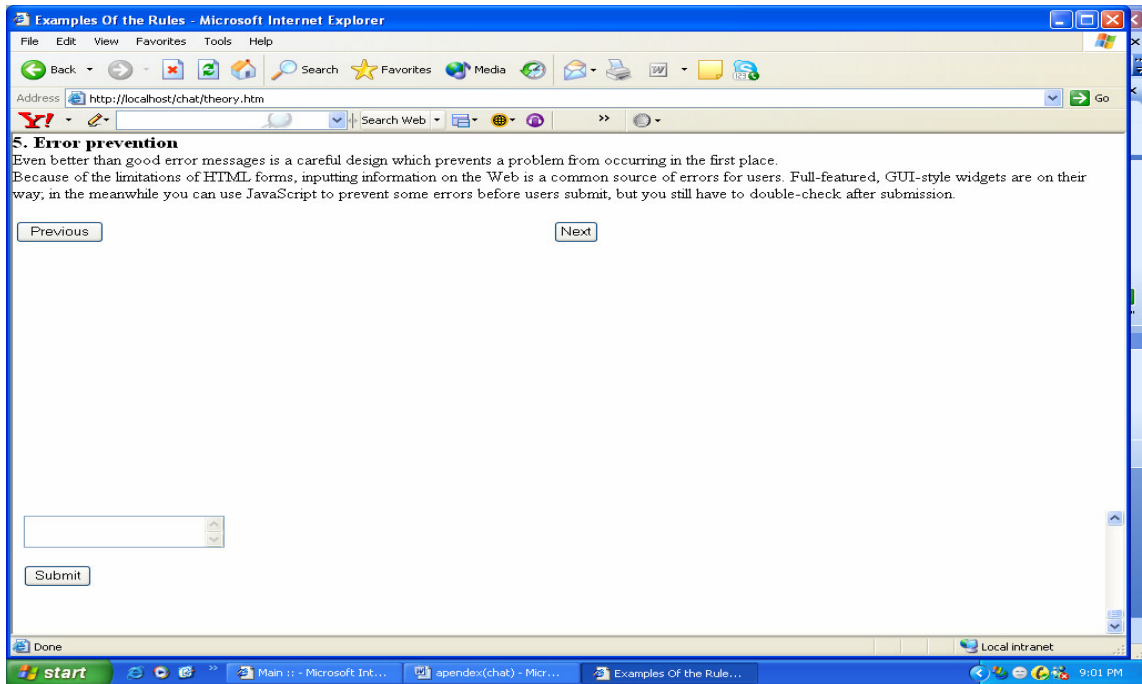 Examples Of the Rules - Microsoft Internet Explorer
File Edit View Favorites Tools Help
Back Search Favorites Media
Address http://localhost/chat/theory.htm Go
Y! Search Web »
5. Error prevention
Even better than good error messages is a careful design which prevents a problem from occurring in the first place.
Because of the limitations of HTML forms, inputting information on the Web is a common source of errors for users. Full-featured, GUI-style widgets are on their
way; in the meanwhile you can use JavaScript to prevent some errors before users submit, but you still have to double-check after submission.
Previous Next
Submit
Done Local intranet
start » Main :: - Microsoft Int... apendex(chat) - Micr... Examples Of the Rule... 9:01 PM